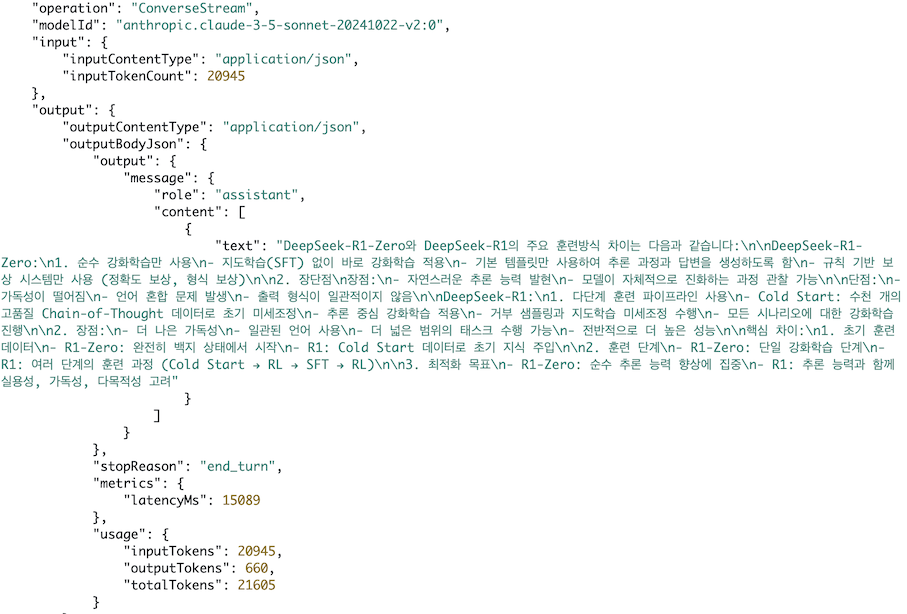 "operation": "ConverseStream",
"modelId": "anthropic.claude-3-5-sonnet-20241022-v2:0",
"input": {
"inputContentType": "application/json",
"inputTokenCount": 20945
},
"output": {
"outputContentType": "application/json",
"outputBodyJson": {
"output": {
"message": {
"role": "assistant",
"content": [
{
"text": "DeepSeek-R1-Zero와 DeepSeek-R1의 주요 훈련방식 차이는 다음과 같습니다:\n\nDeepSeek-R1-
Zero:\n1. 순수 강화학습만 사용\n- 지도학습(SFT) 없이 바로 강화학습 적용\n- 기본 템플릿만 사용하여 추론 과정과 답변을 생성하도록 함\n- 규칙 기반 보
상 시스템만 사용 (정확도 보상, 형식 보상)\n\n2. 장단점\n장점:\n- 자연스러운 추론 능력 발현\n- 모델이 자체적으로 진화하는 과정 관찰 가능\n\n단점:\n-
가독성이 떨어짐\n- 언어 혼합 문제 발생\n- 출력 형식이 일관적이지 않음\n\nDeepSeek-R1:\n1. 다단계 훈련 파이프라인 사용\n- Cold Start: 수천 개의
고품질 Chain-of-Thought 데이터로 초기 미세조정\n- 추론 중심 강화학습 적용\n- 거부 샘플링과 지도학습 미세조정 수행\n- 모든 시나리오에 대한 강화학습
진행\n\n2. 장점:\n- 더 나은 가독성\n- 일관된 언어 사용\n- 더 넓은 범위의 태스크 수행 가능\n- 전반적으로 더 높은 성능\n\n핵심 차이:\n1. 초기 훈련
데이터\n- R1-Zero: 완전히 백지 상태에서 시작\n- R1: Cold Start 데이터로 초기 지식 주입\n\n2. 훈련 단계\n- R1-Zero: 단일 강화학습 단계\n-
R1: 여러 단계의 훈련 과정 (Cold Start → RL → SFT → RL)\n\n3. 최적화 목표\n- R1-Zero: 순수 추론 능력 향상에 집중\n- R1: 추론 능력과 함께
실용성, 가독성, 다목적성 고려"
}
]
}
},
"stopReason": "end_turn",
"metrics": {
"latencyMs": 15089
},
"usage": {
"inputTokens": 20945,
"outputTokens": 660,
"totalTokens": 21605
}